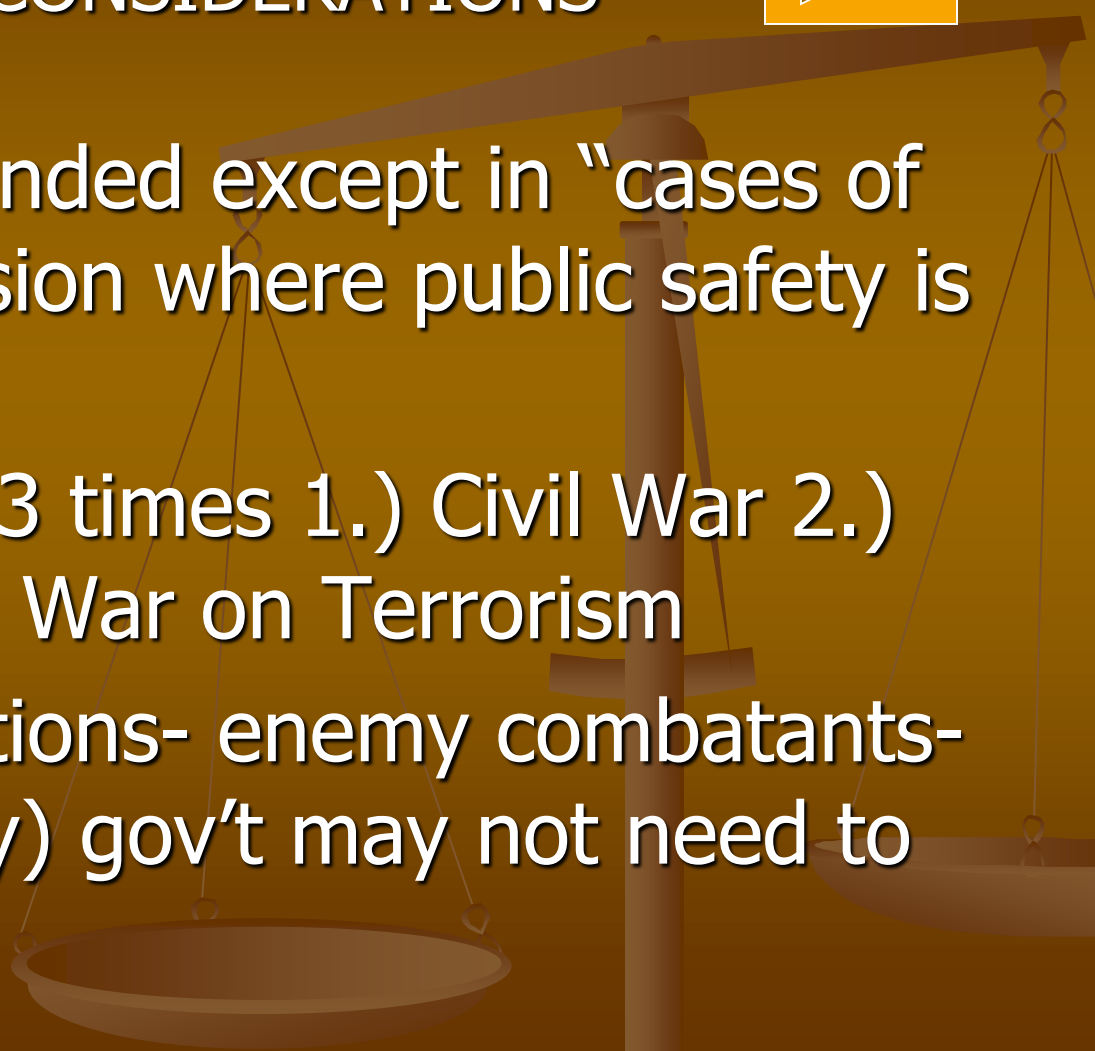 CONSIDERATIONS
nded except in “cases of
sion where public safety is
3 times 1.) Civil War 2.)
War on Terrorism
tions- enemy combatants-
y) gov’t may not need to